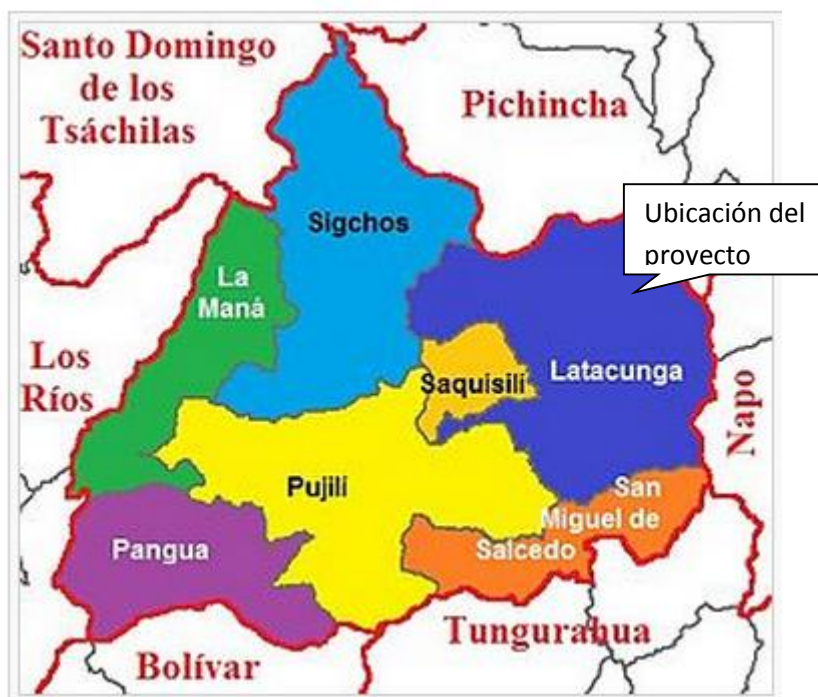 Santo Domingo
de los
Tsáchilas
Pichincha
Ubicación del
proyecto
Sigchos
La
Maná
Los
Ríos
Saquisilí
Latacunga
Napo
Pujilí
San
Miguel de
Salcedo
Pangua
Tungurahua
Bolívar